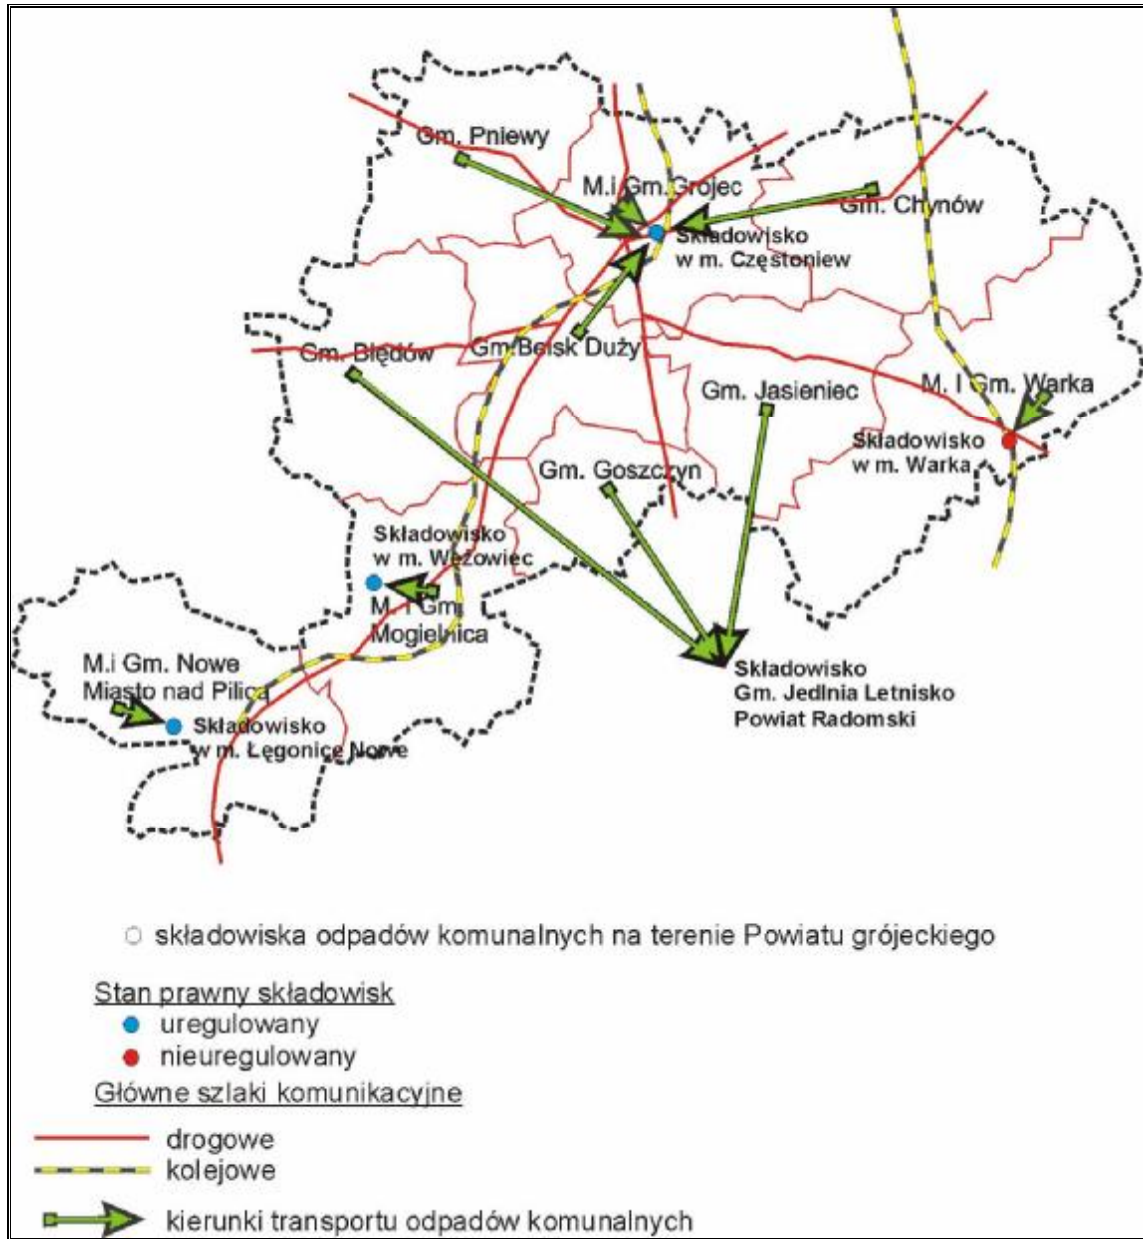 Gm. Pniewy
M.i Gm.Grójec
Gm. Chynów
Składowisko
w m. Częstoniew
Gm. Błędów
Gm.Belsk Duży
Gm. Jasieniec
M. I Gm. Warka
Składowisko
w m. Warka
Gm. Goszczyn
Składowisko
w m. Wężowiec
M. I Gm.
Mogielnica
M.i Gm. Nowe
Miasto nad Pilicą
Składowisko
w m. Łęgonice Nowe
Składowisko
Gm. Jedlnia Letnisko
Powiat Radomski
składowiska odpadów komunalnych na terenie Powiatu grójeckiego
Stan prawny składowisk
uregulowany
nieuregulowany
Główne szlaki komunikacyjne
drogowe
kolejowe
kierunki transportu odpadów komunalnych